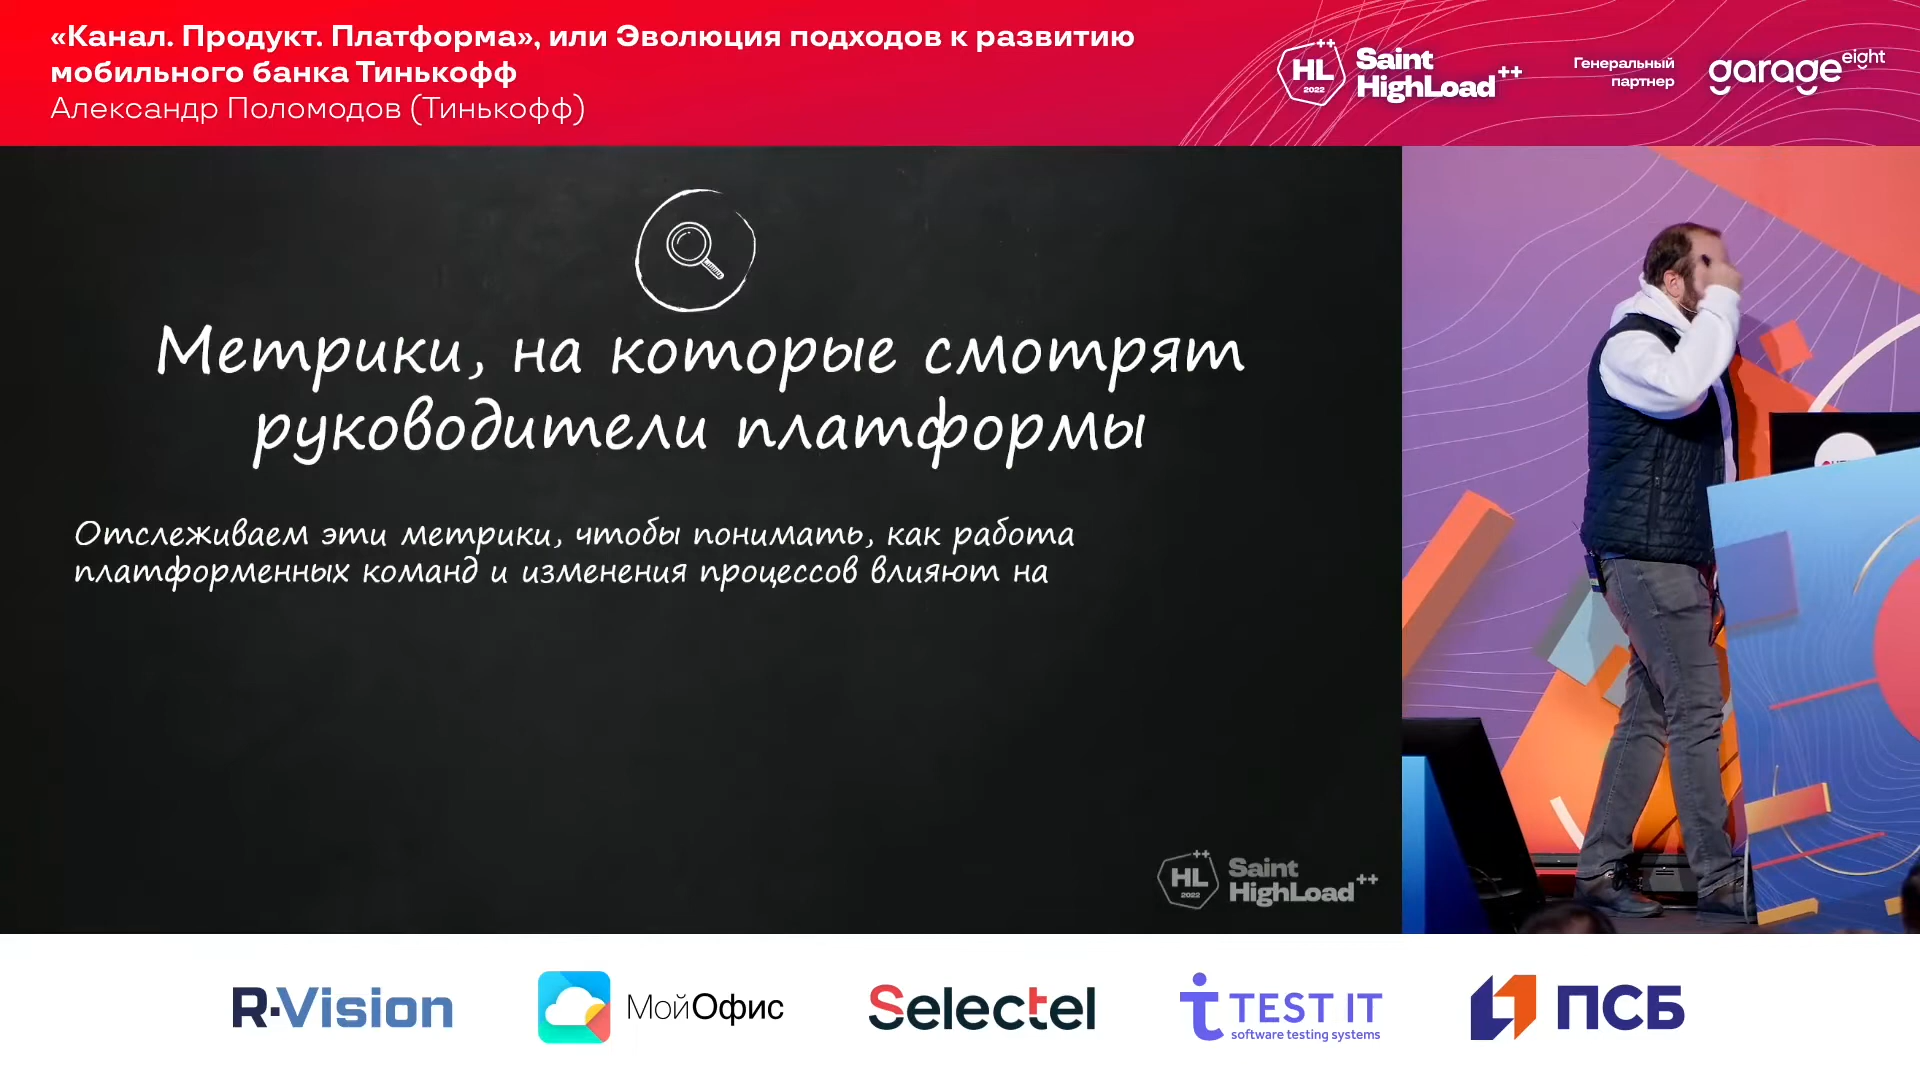 «Канал. Продукт. Платформа», или Эволюция подходов к развитию
мобильного банка Тинькофф
Александр Поломодов (Тинькофф)
HL
2022
Saint
HighLoad++
Генеральный
партнер
garage eight
Метрики, на которые смотрят
руководители платформы
Отслеживаем эти метрики, чтобы понимать, как работа
платформенных команд и изменения процессов влияют на
HL
2022
Saint
HighLoad++
R-Vision
МойОфис
Selectel
TEST IT
software testing systems
ПСБ